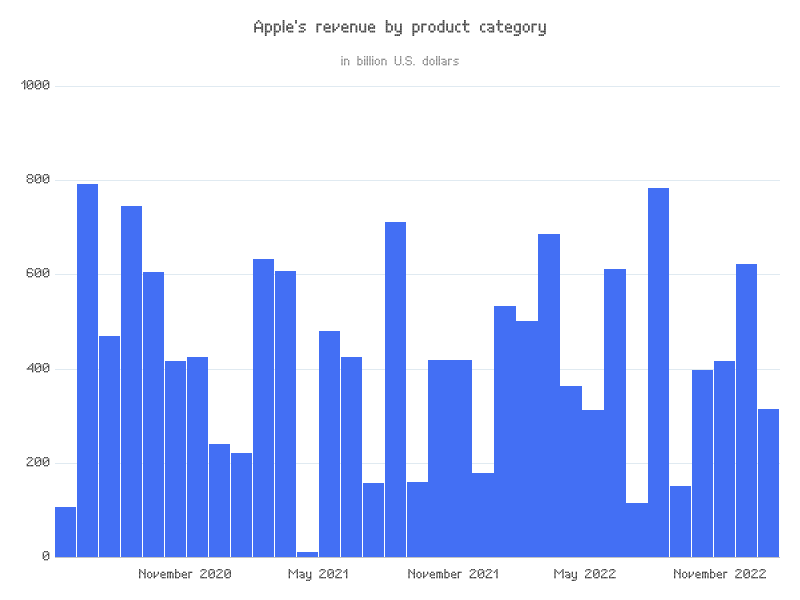 Apple's revenue by product category
in billion U.S. dollars
1000
800
600
400
200
0
November 2020 May 2021 November 2021 May 2022 November 2022